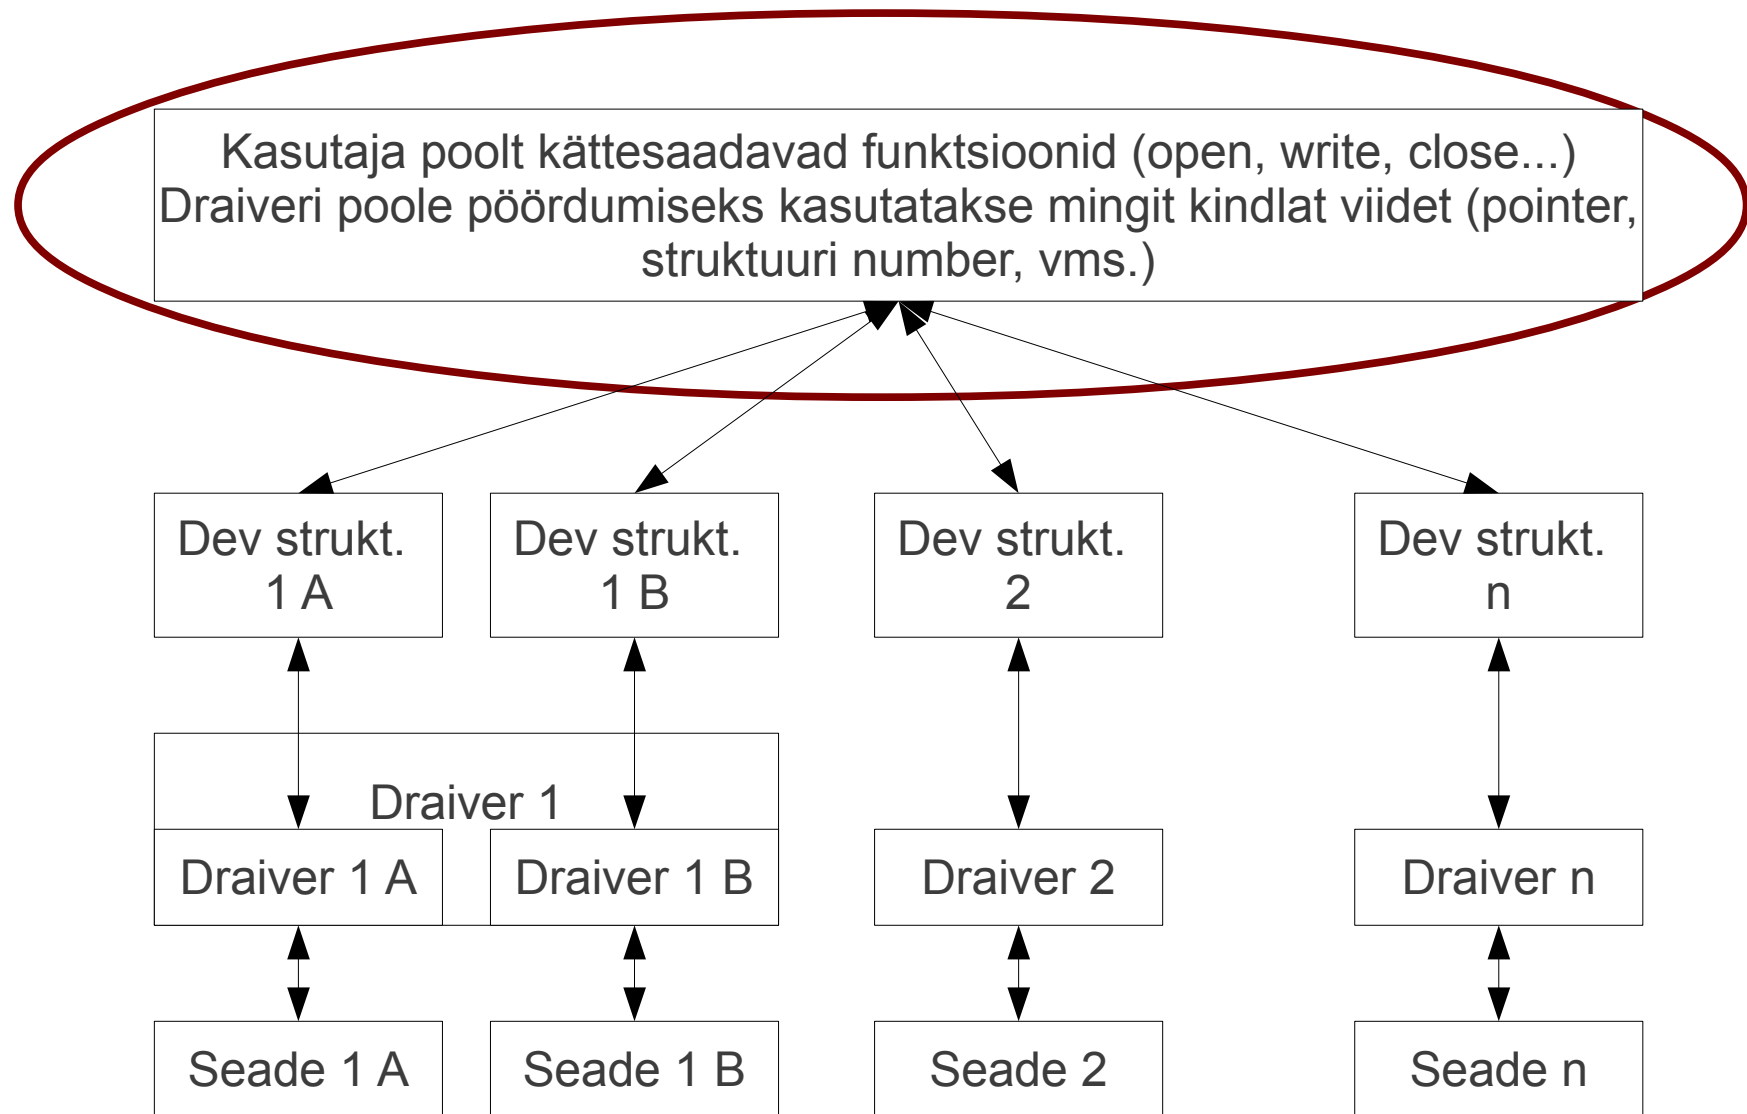 Kasutaja poolt kättesaadavad funktsioonid (open, write, close...)
Draiveri poole pöördumiseks kasutatakse mingit kindlat viidet (pointer,
struktuuri number, vms.)
Dev strukt.
1 A
Dev strukt.
1 B
Dev strukt.
2
Dev strukt.
n
Draiver 1
Draiver 1 A
Draiver 1 B
Draiver 2
Draiver n
Seade 1 A
Seade 1 B
Seade 2
Seade n